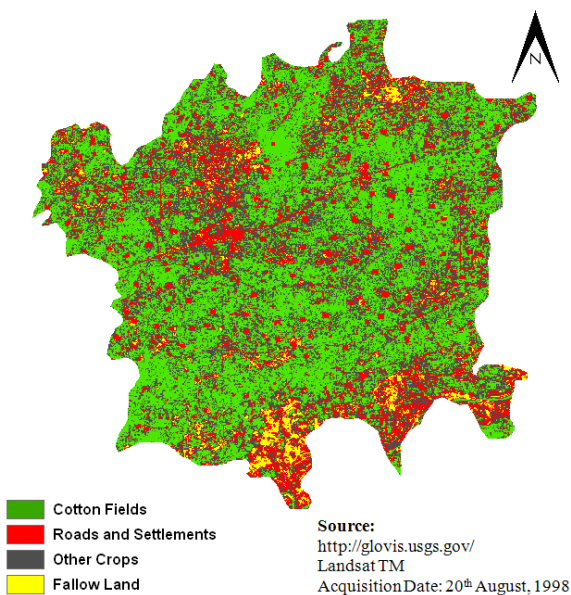 N
Cotton Fields
Roads and Settlements
Other Crops
Fallow Land
Source:
http://glovis.usgs.gov/
Landsat TM
Acquisition Date: 20th August, 1998